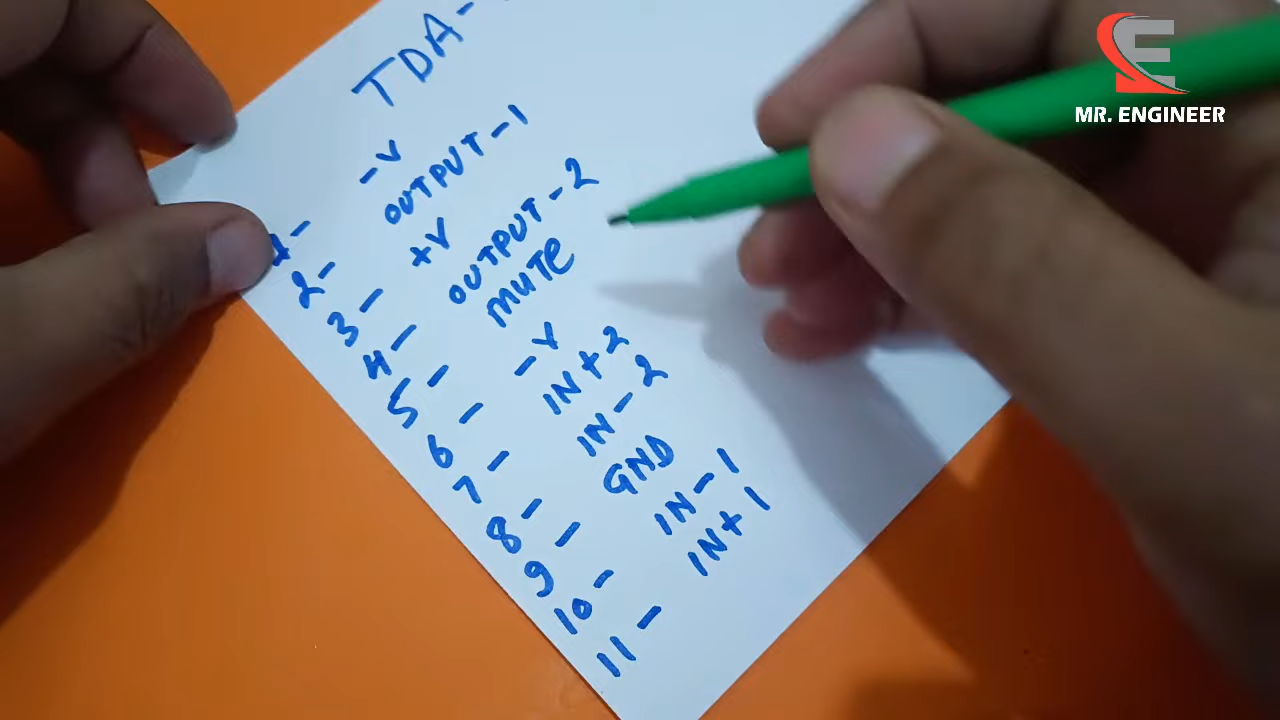 TDA-
1- -V
2- OUTPUT-1
3- +V
4- OUTPUT-2
5- MUTe
6- -V
7- IN+2
8- IN-2
9- GND
10- IN-1
11- IN+1
MR. ENGINEER